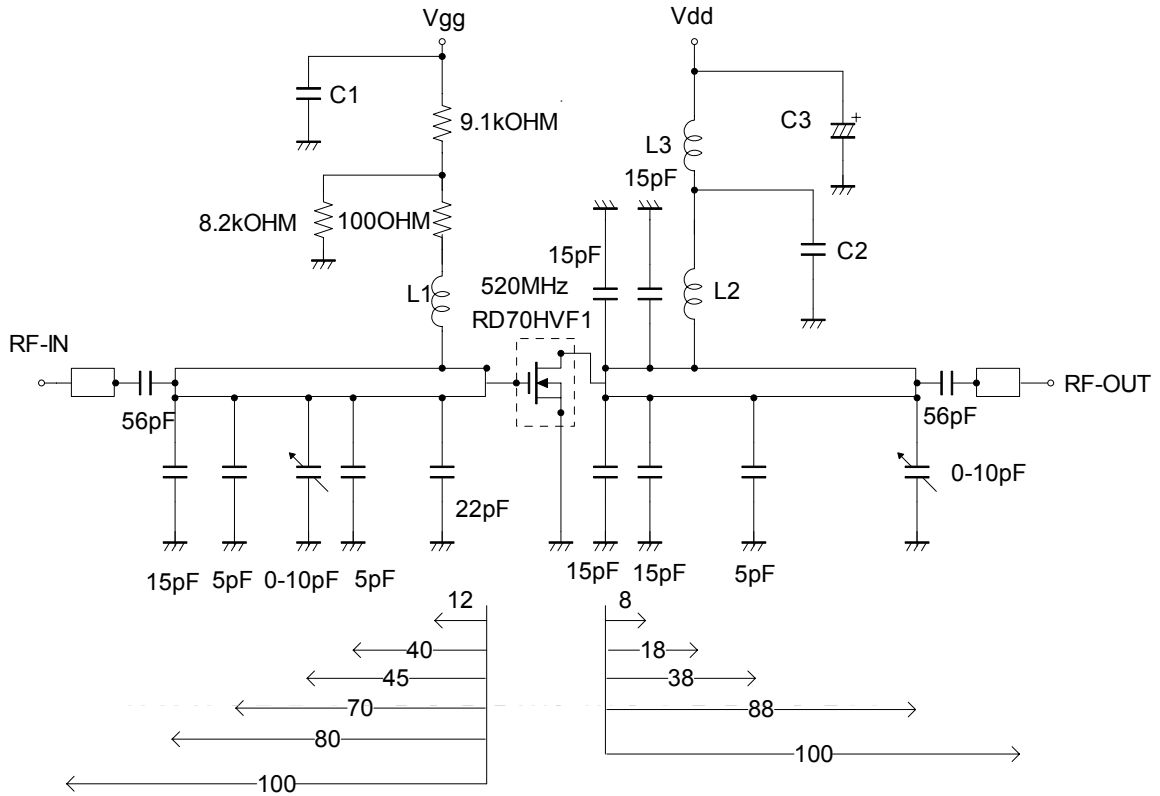 Vgg
Vdd
C1
9.1kOHM
C3
+
L3
15pF
8.2kOHM
100OHM
15pF
C2
L1
520MHz
L2
RD70HVF1
RF-IN
RF-OUT
56pF
56pF
22pF
0-10pF
15pF
5pF
0-10pF
5pF
15pF
15pF
5pF
12
8
40
18
45
38
70
88
80
100
100